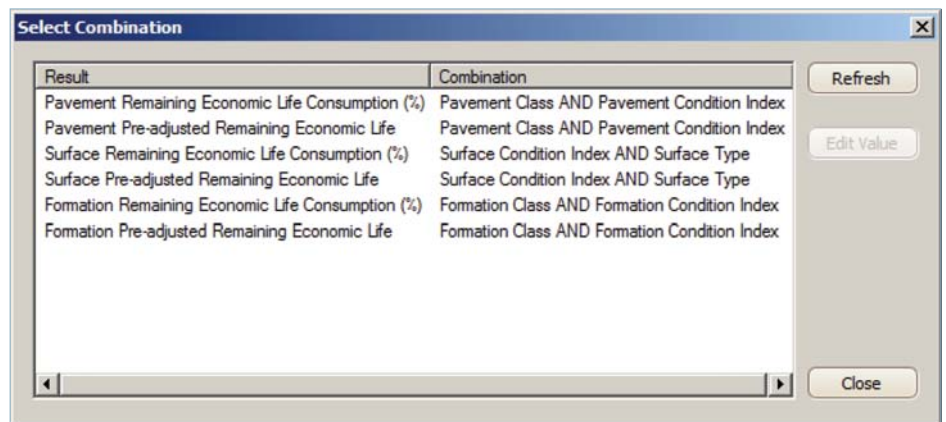 Select Combination
Result Combination Refresh
Pavement Remaining Economic Life Consumption (%) Pavement Class AND Pavement Condition Index
Pavement Pre-adjusted Remaining Economic Life Pavement Class AND Pavement Condition Index
Surface Remaining Economic Life Consumption (%) Surface Condition Index AND Surface Type Edit Value
Surface Pre-adjusted Remaining Economic Life Surface Condition Index AND Surface Type
Formation Remaining Economic Life Consumption (%) Formation Class AND Formation Condition Index
Formation Pre-adjusted Remaining Economic Life Formation Class AND Formation Condition Index
Close